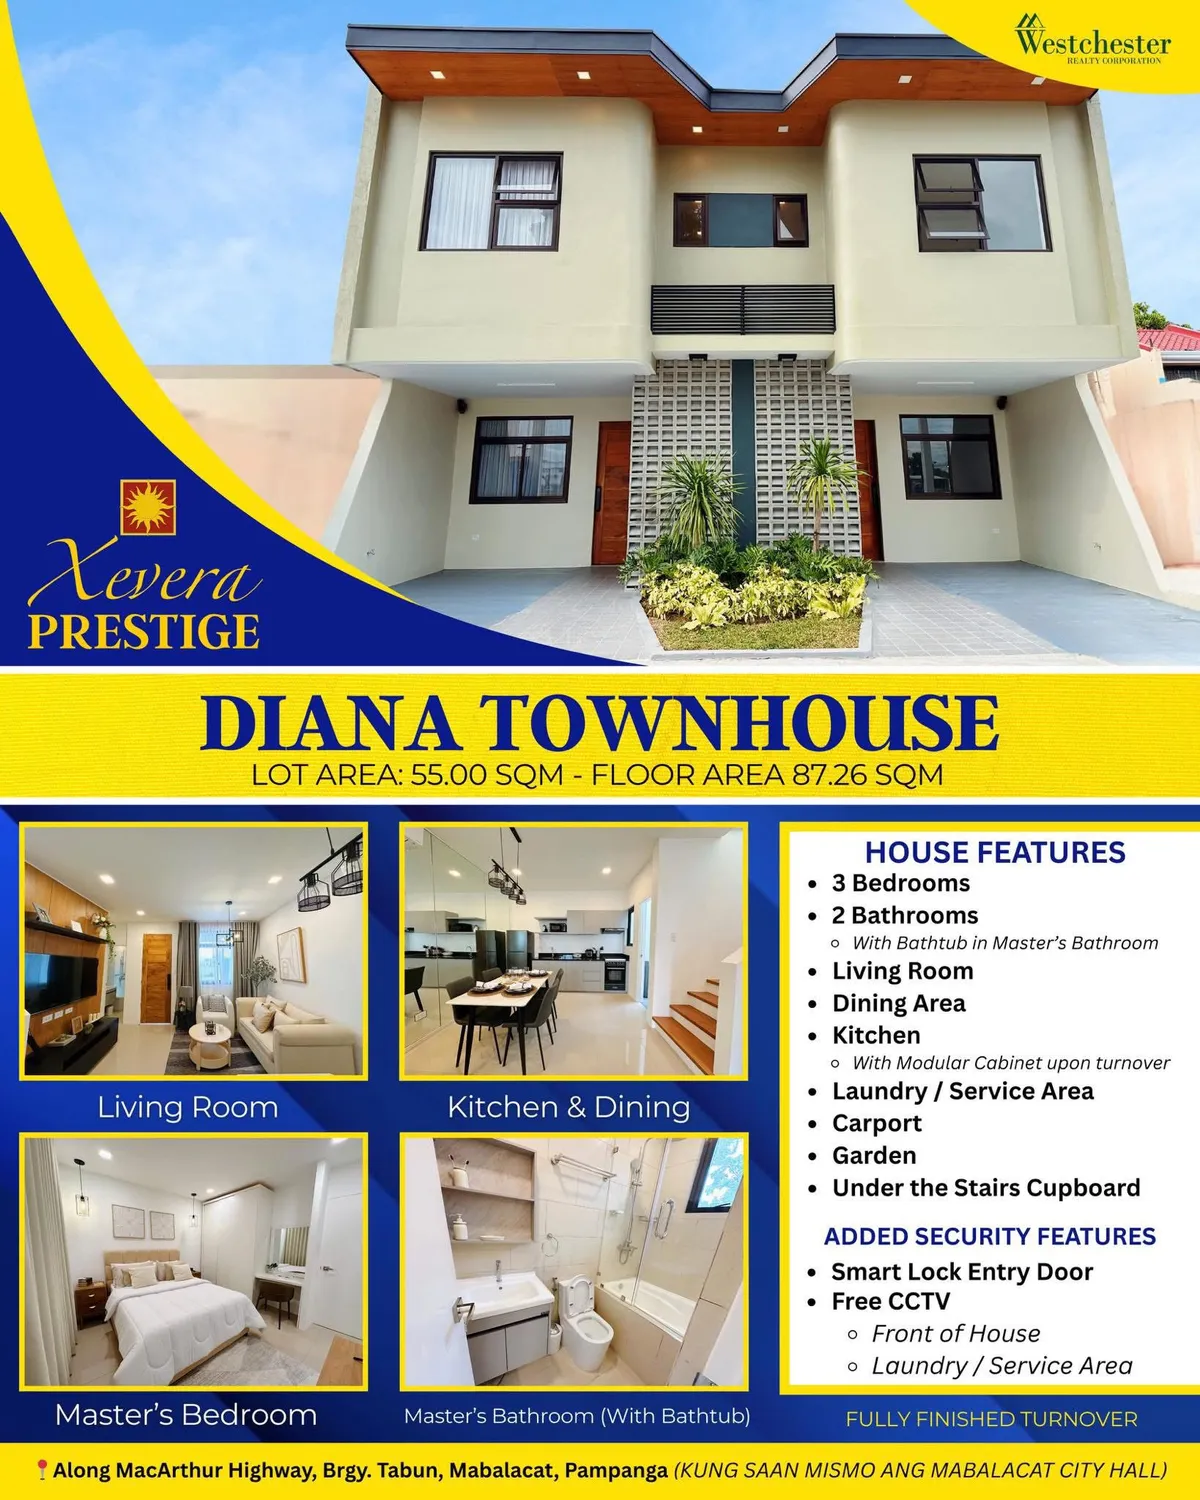 Westchester
REALTY CORPORATION
Xevera
PRESTIGE
DIANA TOWNHOUSE
LOT AREA: 55.00 SQM - FLOOR AREA 87.26 SQM
Living Room
Kitchen & Dining
Master's Bedroom
Master's Bathroom (With Bathtub)
HOUSE FEATURES
• 3 Bedrooms
• 2 Bathrooms
○ With Bathtub in Master's Bathroom
• Living Room
• Dining Area
• Kitchen
○ With Modular Cabinet upon turnover
• Laundry / Service Area
• Carport
• Garden
• Under the Stairs Cupboard
ADDED SECURITY FEATURES
• Smart Lock Entry Door
• Free CCTV
○ Front of House
○ Laundry / Service Area
FULLY FINISHED TURNOVER
Along MacArthur Highway, Brgy. Tabun, Mabalacat, Pampanga (KUNG SAAN MISMO ANG MABALACAT CITY HALL)